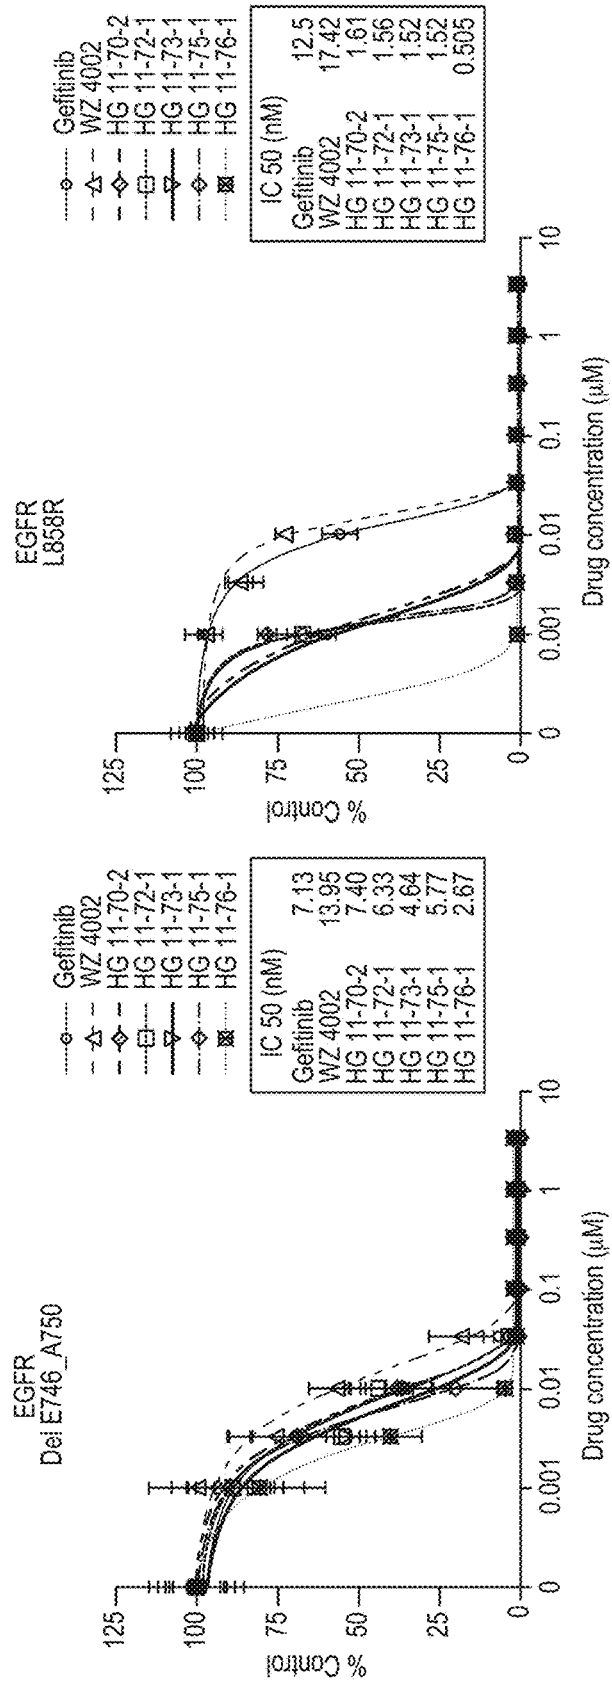 EGFR
Del E746_A750
Gefitinib
WZ 4002
HG 11-70-2
HG 11-72-1
HG 11-73-1
HG 11-75-1
HG 11-76-1
IC 50 (nM)
Gefitinib 7.13
WZ 4002 13.95
HG 11-70-2 7.40
HG 11-72-1 6.33
HG 11-73-1 4.64
HG 11-75-1 5.77
HG 11-76-1 2.67
% Control
125
100
75
50
25
0
0 0.001 0.01 0.1 1 10
Drug concentration (µM)
EGFR
L858R
Gefitinib
WZ 4002
HG 11-70-2
HG 11-72-1
HG 11-73-1
HG 11-75-1
HG 11-76-1
IC 50 (nM)
Gefitinib 12.5
WZ 4002 17.42
HG 11-70-2 1.61
HG 11-72-1 1.56
HG 11-73-1 1.52
HG 11-75-1 1.52
HG 11-76-1 0.505
% Control
125
100
75
50
25
0
0 0.001 0.01 0.1 1 10
Drug concentration (µM)